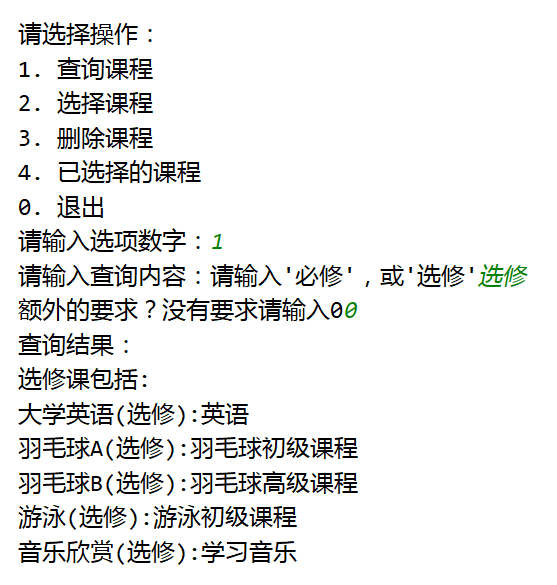 请选择操作：
1. 查询课程
2. 选择课程
3. 删除课程
4. 已选择的课程
0. 退出
请输入选项数字：1
请输入查询内容：请输入'必修'，或'选修'选修
额外的要求？没有要求请输入00
查询结果：
选修课包括:
大学英语(选修):英语
羽毛球A(选修):羽毛球初级课程
羽毛球B(选修):羽毛球高级课程
游泳(选修):游泳初级课程
音乐欣赏(选修):学习音乐